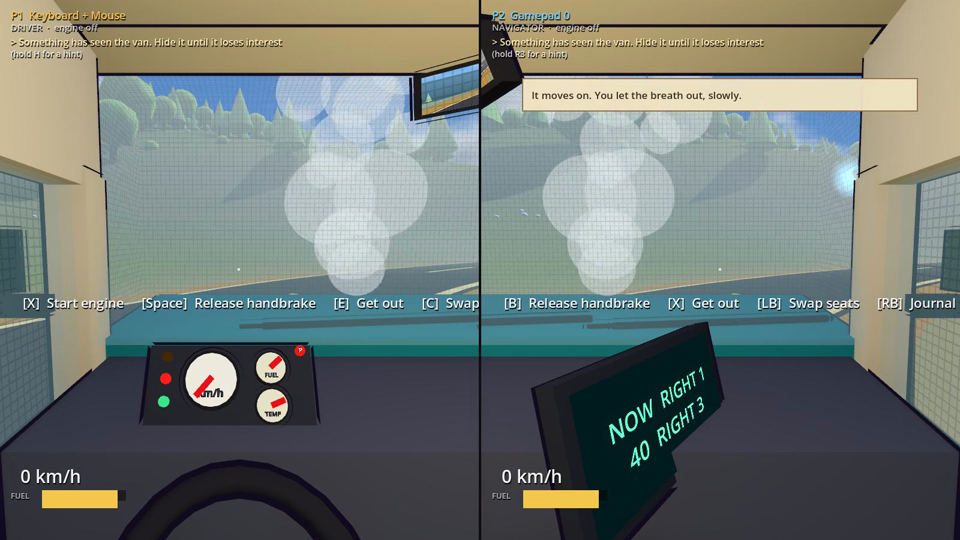 P1 Keyboard + Mouse
DRIVER · engine off
> Something has seen the van. Hide it until it loses interest
(hold H for a hint)
[X] Start engine [Space] Release handbrake [E] Get out [C] Swap
km/h
FUEL
TEMP
?
0 km/h
FUEL
P2 Gamepad 0
NAVIGATOR · engine off
> Something has seen the van. Hide it until it loses interest
(hold R3 for a hint)
It moves on. You let the breath out, slowly.
[B] Release handbrake [X] Get out [LB] Swap seats [RB] Journal
NOW RIGHT 1
40 RIGHT 3
0 km/h
FUEL